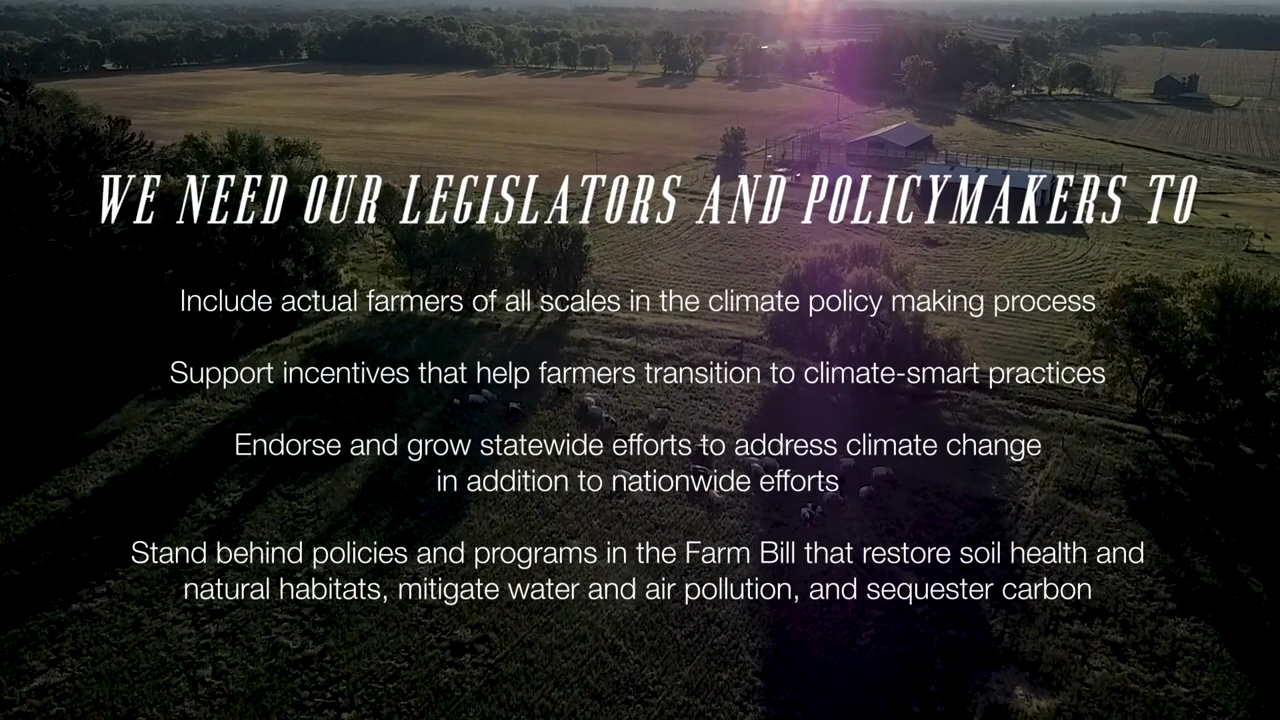 WE NEED OUR LEGISLATORS AND POLICYMAKERS TO
Include actual farmers of all scales in the climate policy making process
Support incentives that help farmers transition to climate-smart practices
Endorse and grow statewide efforts to address climate change
in addition to nationwide efforts
Stand behind policies and programs in the Farm Bill that restore soil health and
natural habitats, mitigate water and air pollution, and sequester carbon